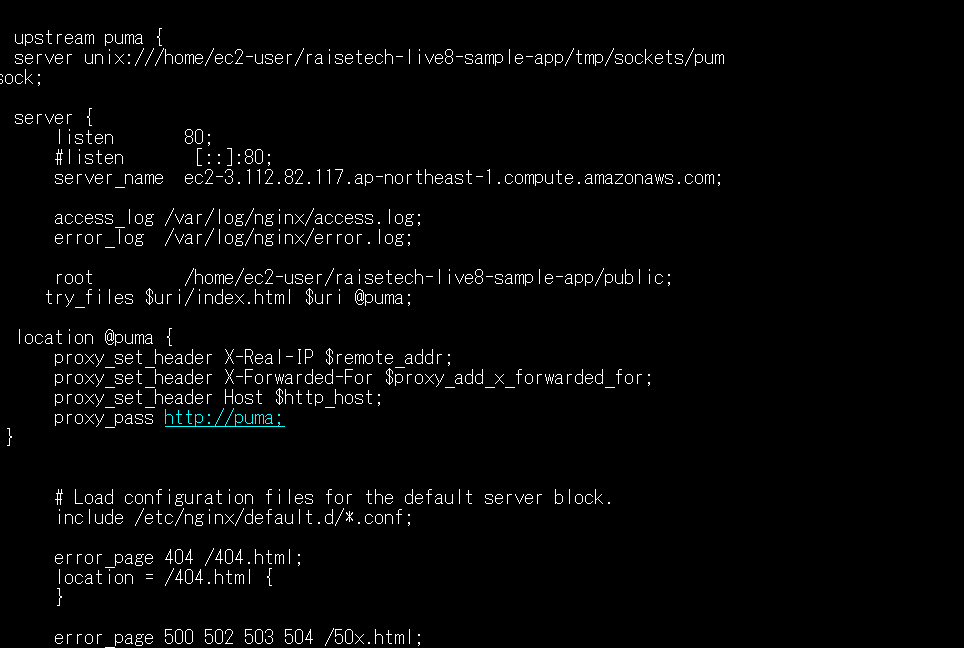 upstream puma {
server unix:///home/ec2-user/raisetech-live8-sample-app/tmp/sockets/pum
sock;
server {
listen 80;
#listen [::]:80;
server_name ec2-3.112.82.117.ap-northeast-1.compute.amazonaws.com;
access_log /var/log/nginx/access.log;
error_log /var/log/nginx/error.log;
root /home/ec2-user/raisetech-live8-sample-app/public;
try_files $uri/index.html $uri @puma;
location @puma {
proxy_set_header X-Real-IP $remote_addr;
proxy_set_header X-Forwarded-For $proxy_add_x_forwarded_for;
proxy_set_header Host $http_host;
proxy_pass http://puma;
}
# Load configuration files for the default server block.
include /etc/nginx/default.d/*.conf;
error_page 404 /404.html;
location = /404.html {
}
error_page 500 502 503 504 /50x.html;